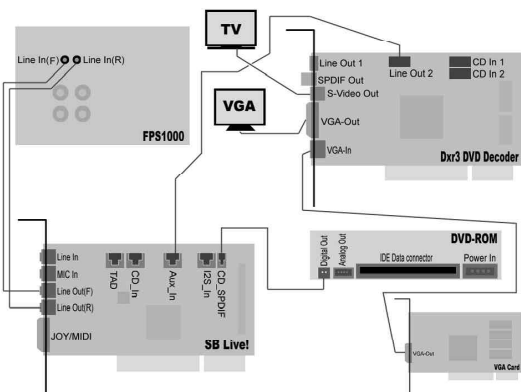 Line In(F) Line In(R)
FPS1000
TV
VGA
Line Out 1
SPDIF Out
S-Video Out
VGA-Out
VGA-In
Line Out 2
CD In 1
CD In 2
Dxr3 DVD Decoder
Line In
MIC In
Line Out(F)
Line Out(R)
JOY/MIDI
TAD
CD_In
Aux_In
I2S_In
CD_SPDIF
SB Live!
DVD-ROM
Digital Out
Analog Out
IDE Data connector
Power In
VGA-Out
VGA Card